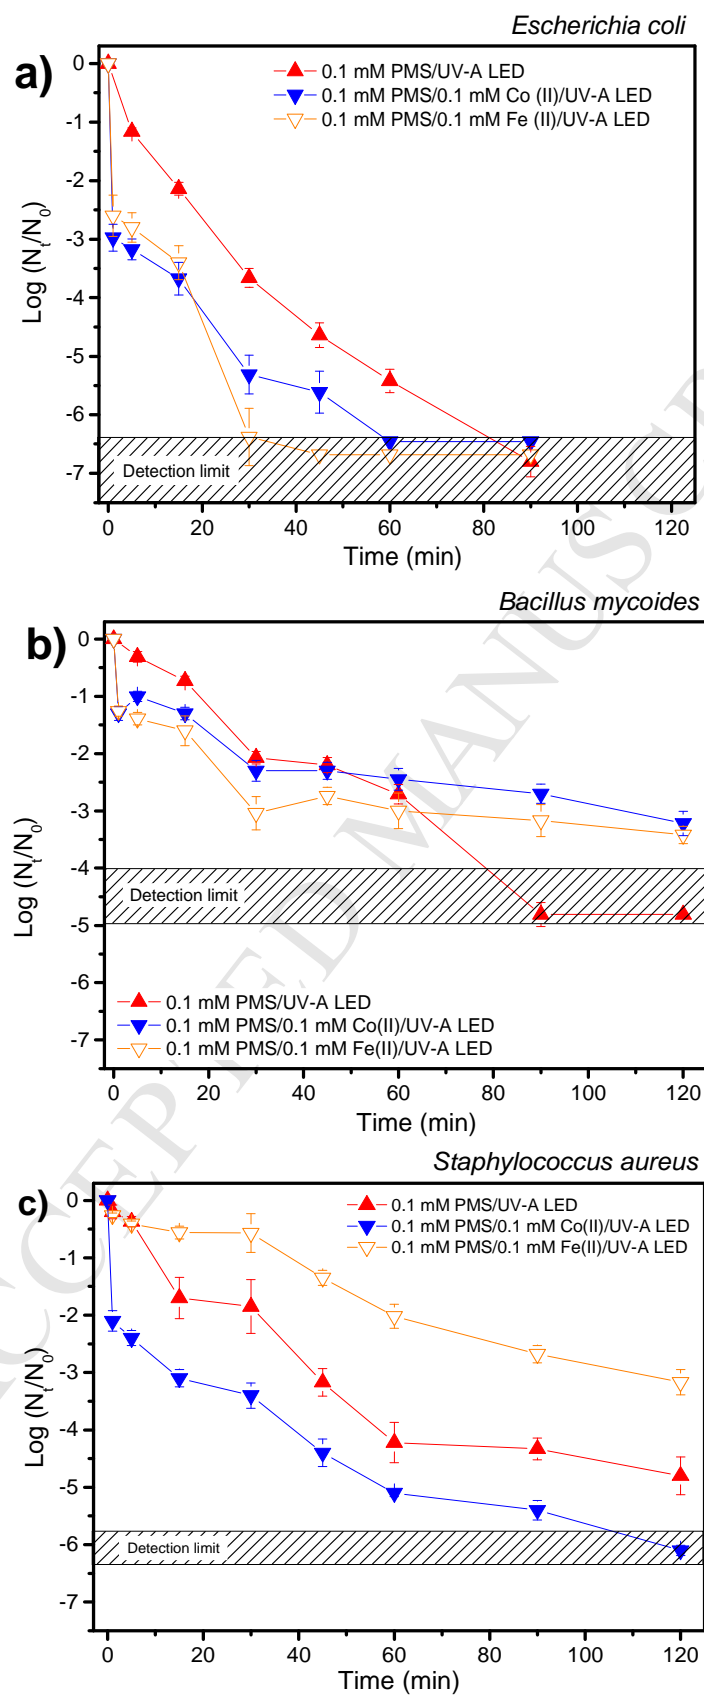 Escherichia coli
a)
0.1 mM PMS/UV-A LED
0.1 mM PMS/0.1 mM Co (II)/UV-A LED
0.1 mM PMS/0.1 mM Fe (II)/UV-A LED
0
-1
-2
-3
-4
-5
-6
-7
Log (Nt/N0)
Detection limit
0 20 40 60 80 100 120
Time (min)
Bacillus mycoides
b)
0
-1
-2
-3
-4
-5
-6
-7
Log (Nt/N0)
Detection limit
0.1 mM PMS/UV-A LED
0.1 mM PMS/0.1 mM Co(II)/UV-A LED
0.1 mM PMS/0.1 mM Fe(II)/UV-A LED
0 20 40 60 80 100 120
Time (min)
Staphylococcus aureus
c)
0.1 mM PMS/UV-A LED
0.1 mM PMS/0.1 mM Co(II)/UV-A LED
0.1 mM PMS/0.1 mM Fe(II)/UV-A LED
0
-1
-2
-3
-4
-5
-6
-7
Log (Nt/N0)
Detection limit
0 20 40 60 80 100 120
Time (min)
ACCEPTED MANUSCR